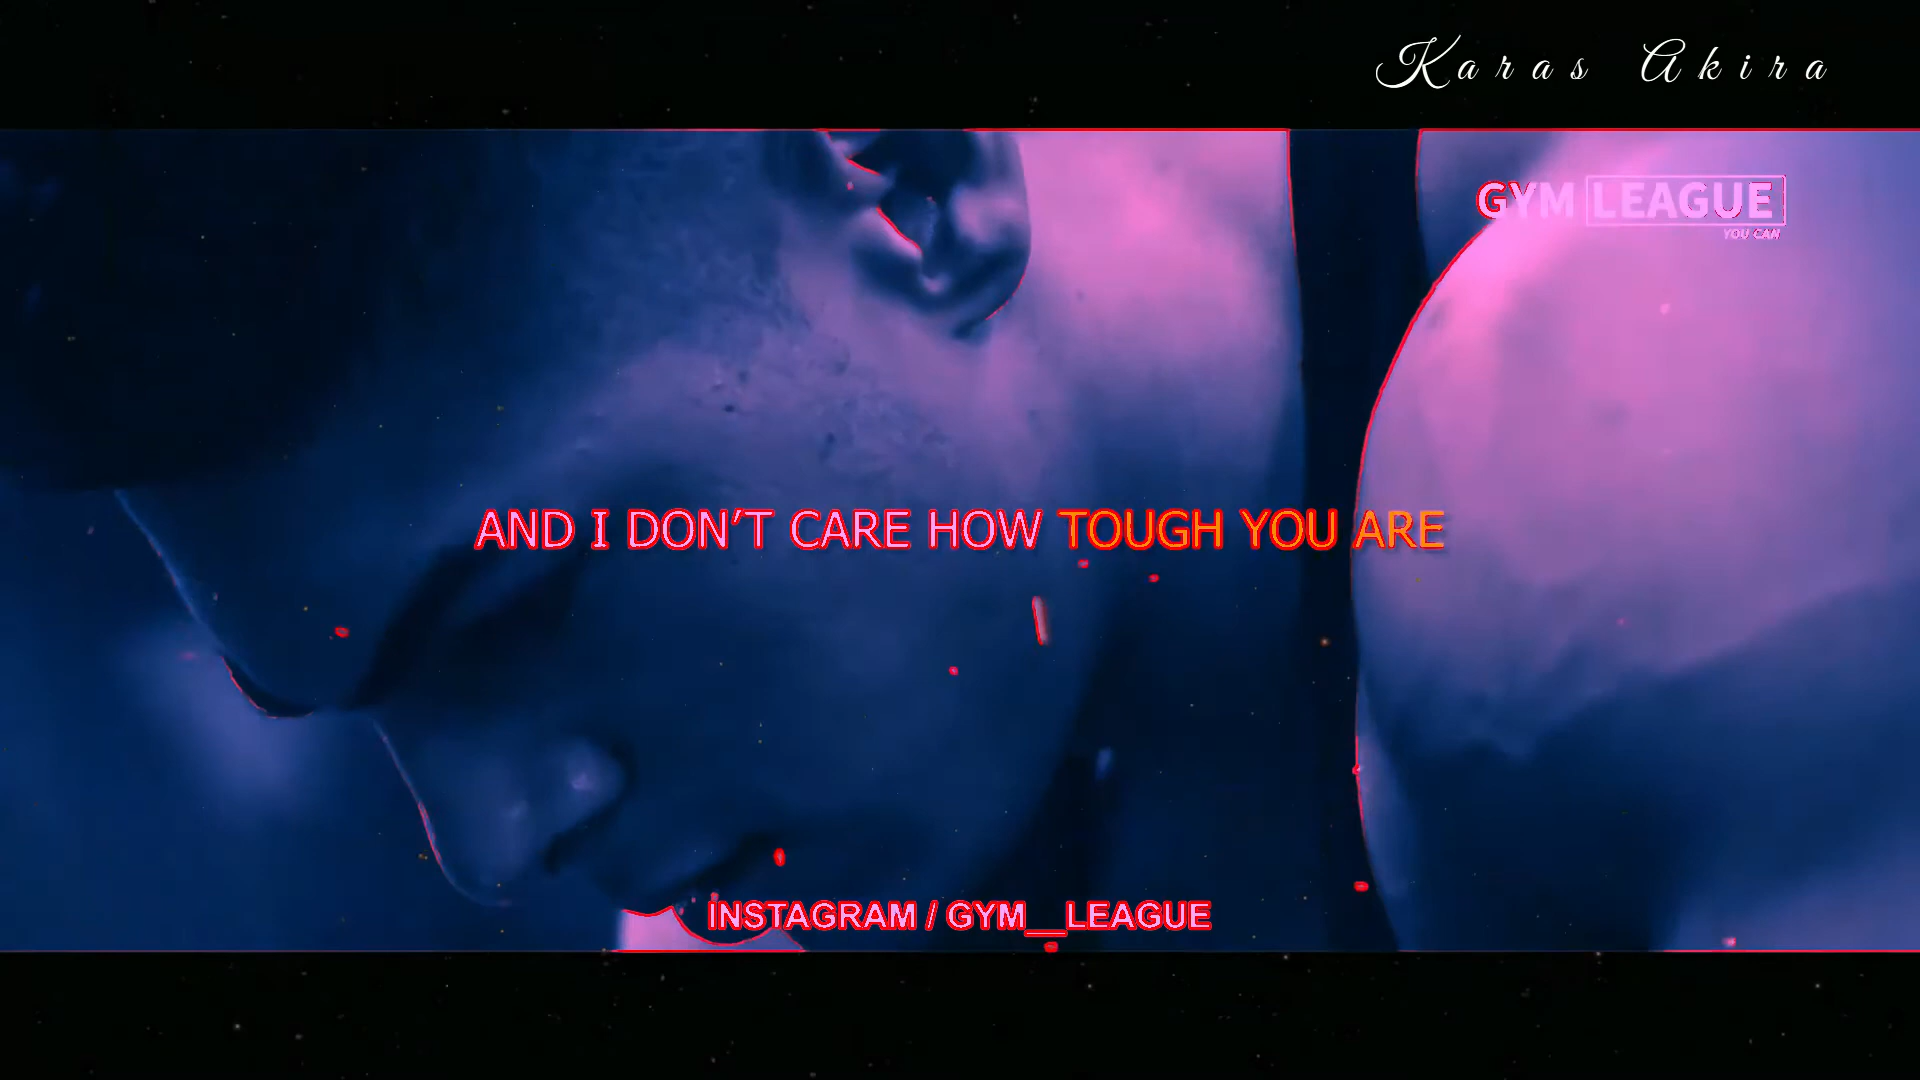 Karas Akira
GYM LEAGUE
YOU CAN
AND I DON'T CARE HOW TOUGH YOU ARE
INSTAGRAM / GYM__LEAGUE